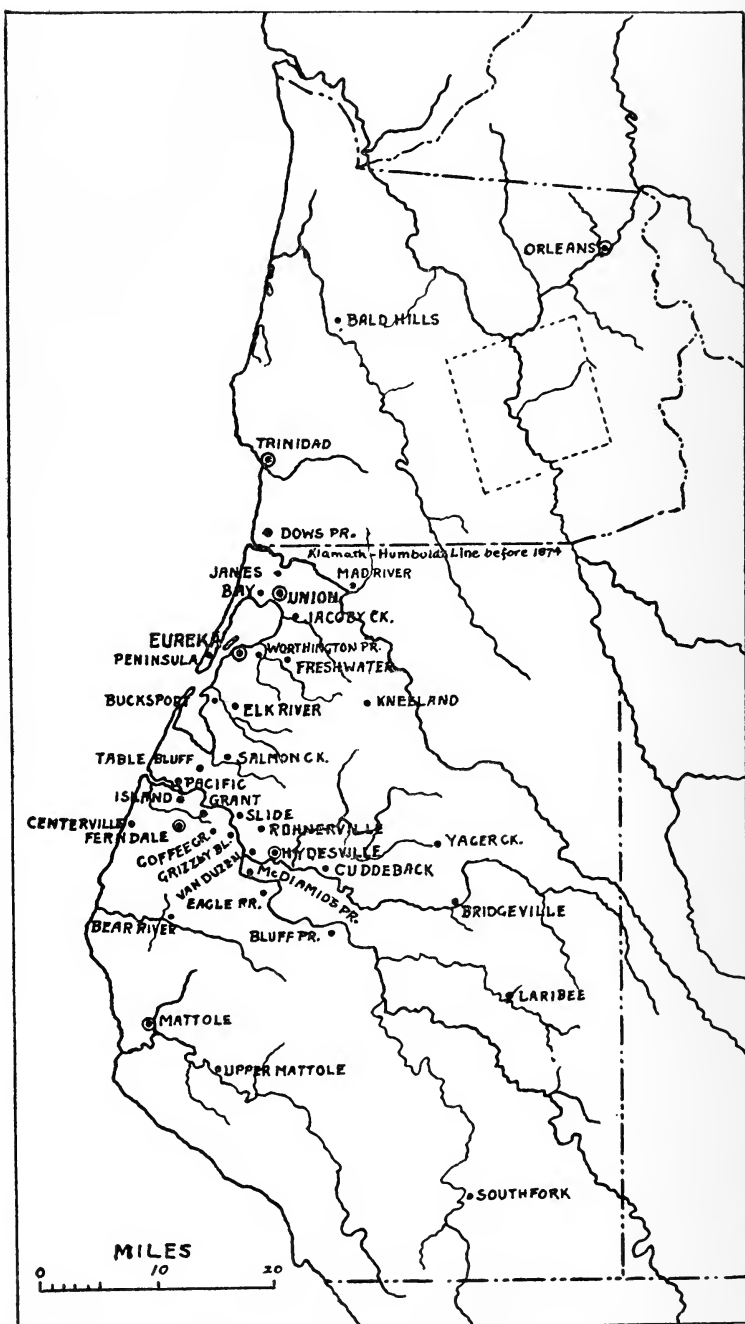 ORLEANS
BALD HILLS
TRINIDAD
DOWS PR.
Klamath-Humboldt Line before 1874
JANES
MAD RIVER
BAY
UNION
JACOBY CK.
EUREKA
WORTHINGTON PR.
PENINSULA
FRESHWATER
BUCKSPORT
ELK RIVER
KNEELAND
TABLE BLUFF
SALMON CK.
PACIFIC
ISLAND
GRANT
SLIDE
CENTERVILLE
FERNDALE
ROHNERVILLE
COFFEE GR.
GRIZZLY BL.
YAGER CK.
HYDESVILLE
VAN DUZEN
CUDDEBACK
MCDIAMIDS PR.
EAGLE PR.
BRIDGEVILLE
BEAR RIVER
BLUFF PR.
LARIBEE
MATTOLE
UPPER MATTOLE
SOUTHFORK
MILES
0 10 20